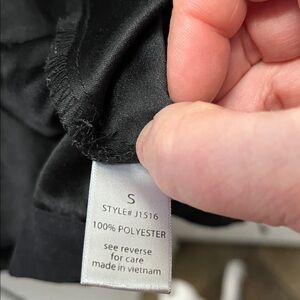 S
STYLE# J1516
100% POLYESTER
see reverse
for care
made in vietnam